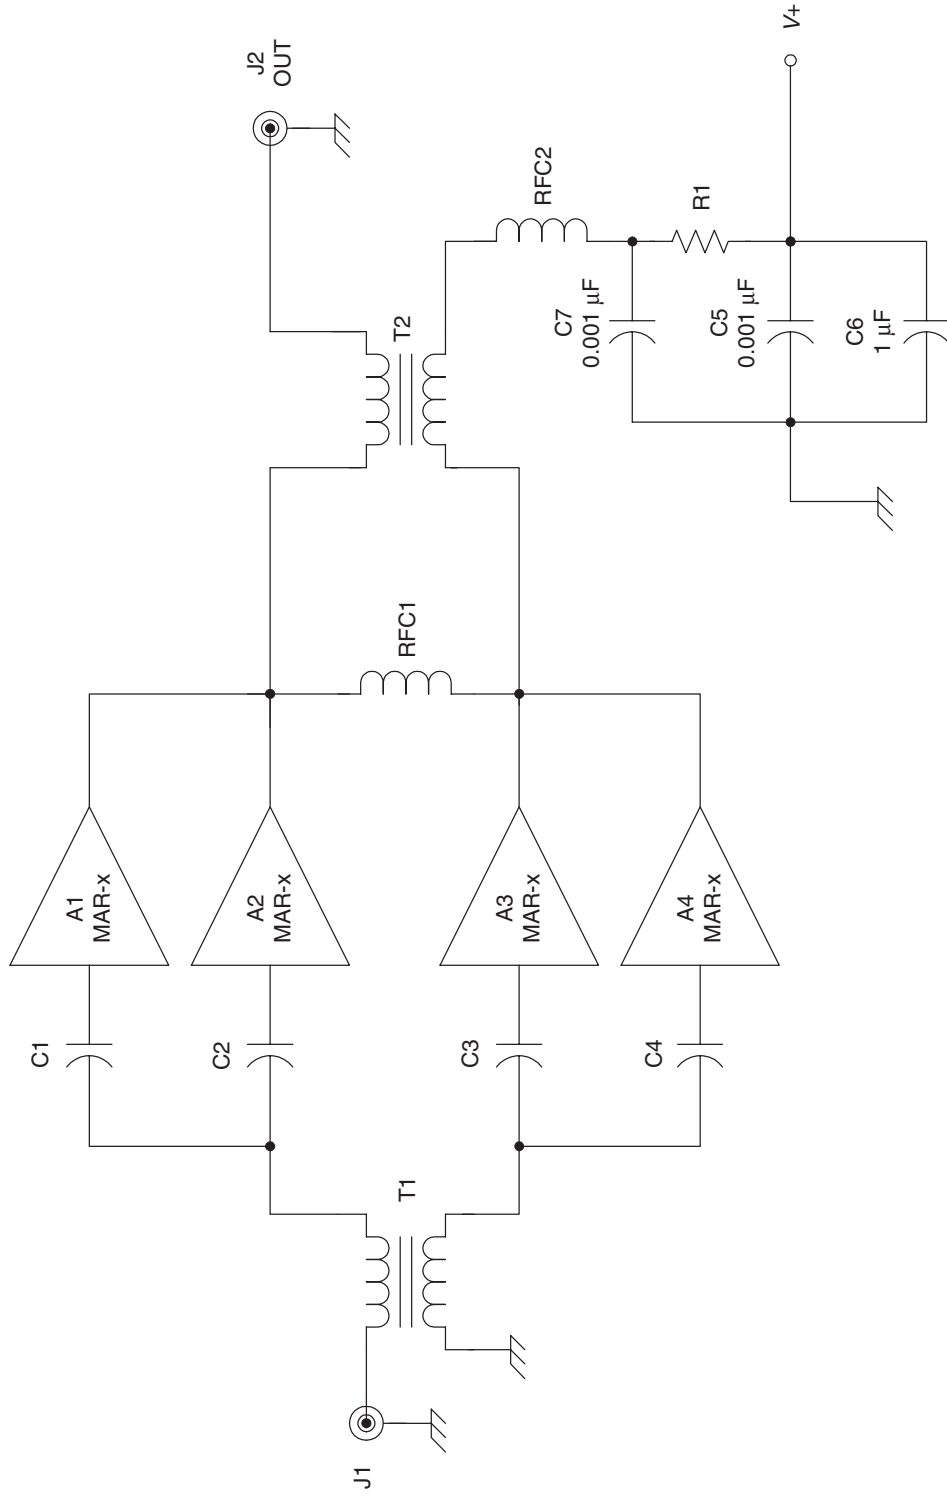 J1
T1
C1
C2
C3
C4
A1
MAR-x
A2
MAR-x
A3
MAR-x
A4
MAR-x
RFC1
T2
J2
OUT
RFC2
C7
0.001 µF
R1
C5
0.001 µF
C6
1 µF
V+